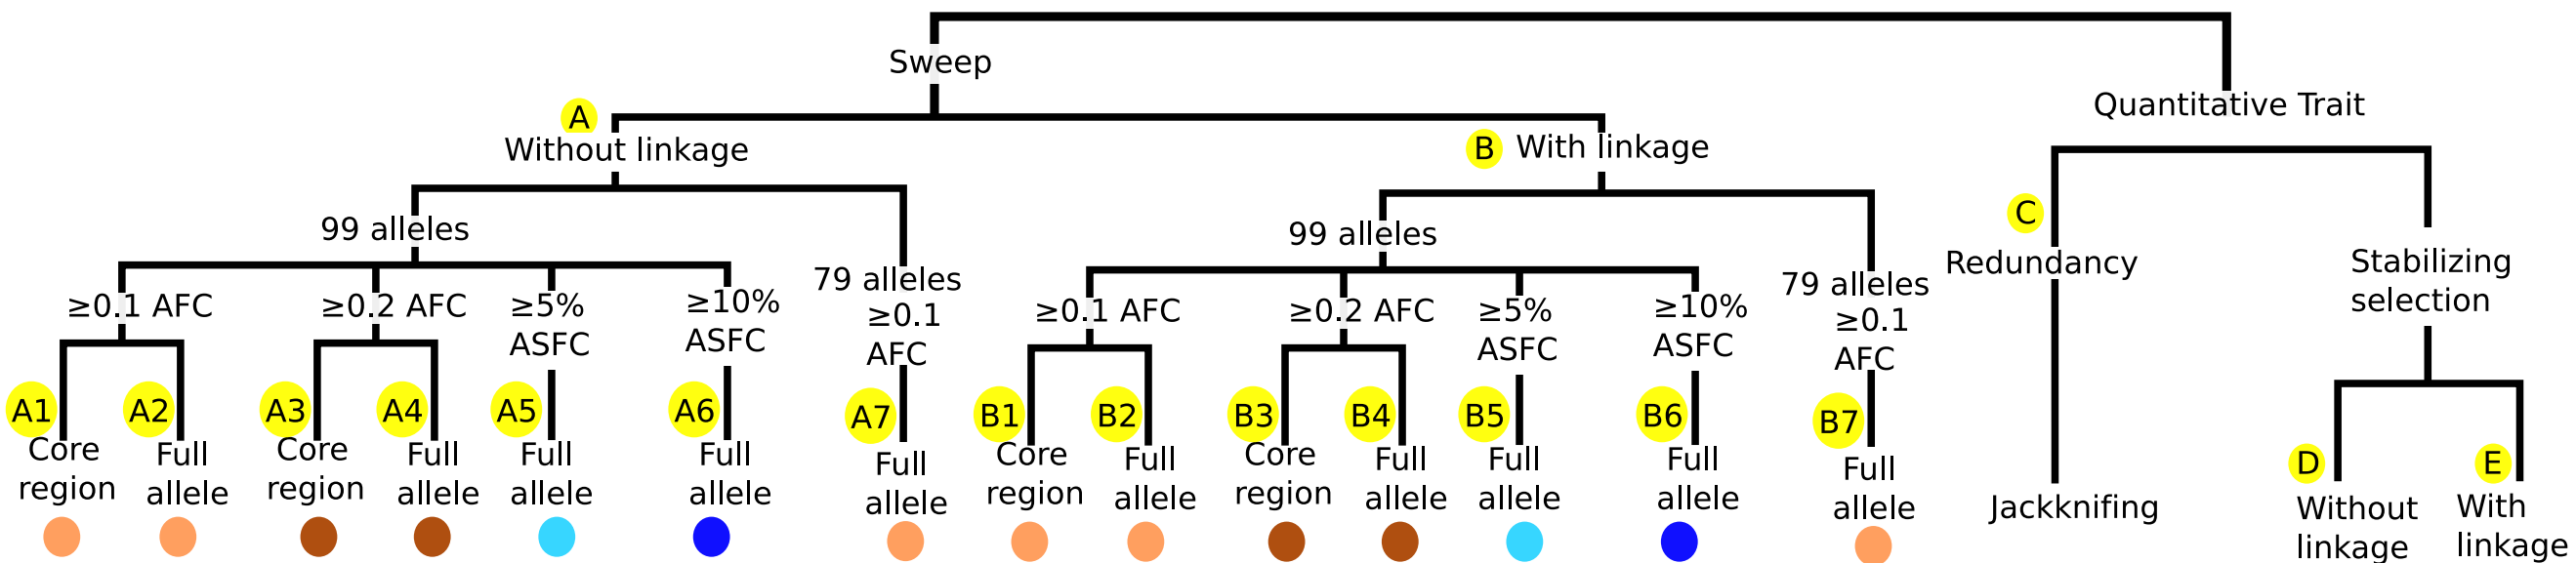 Sweep
Quantitative Trait
A
Without linkage
B With linkage
99 alleles
79 alleles
≥0.1
AFC
≥0.1 AFC
≥0.2 AFC
≥5%
ASFC
≥10%
ASFC
A1
Core
region
A2
Full
allele
A3
Core
region
A4
Full
allele
A5
Full
allele
A6
Full
allele
A7
Full
allele
99 alleles
79 alleles
≥0.1
AFC
≥0.1 AFC
≥0.2 AFC
≥5%
ASFC
≥10%
ASFC
B1
Core
region
B2
Full
allele
B3
Core
region
B4
Full
allele
B5
Full
allele
B6
Full
allele
B7
Full
allele
C
Redundancy
Jackknifing
Stabilizing
selection
D
Without
linkage
E
With
linkage